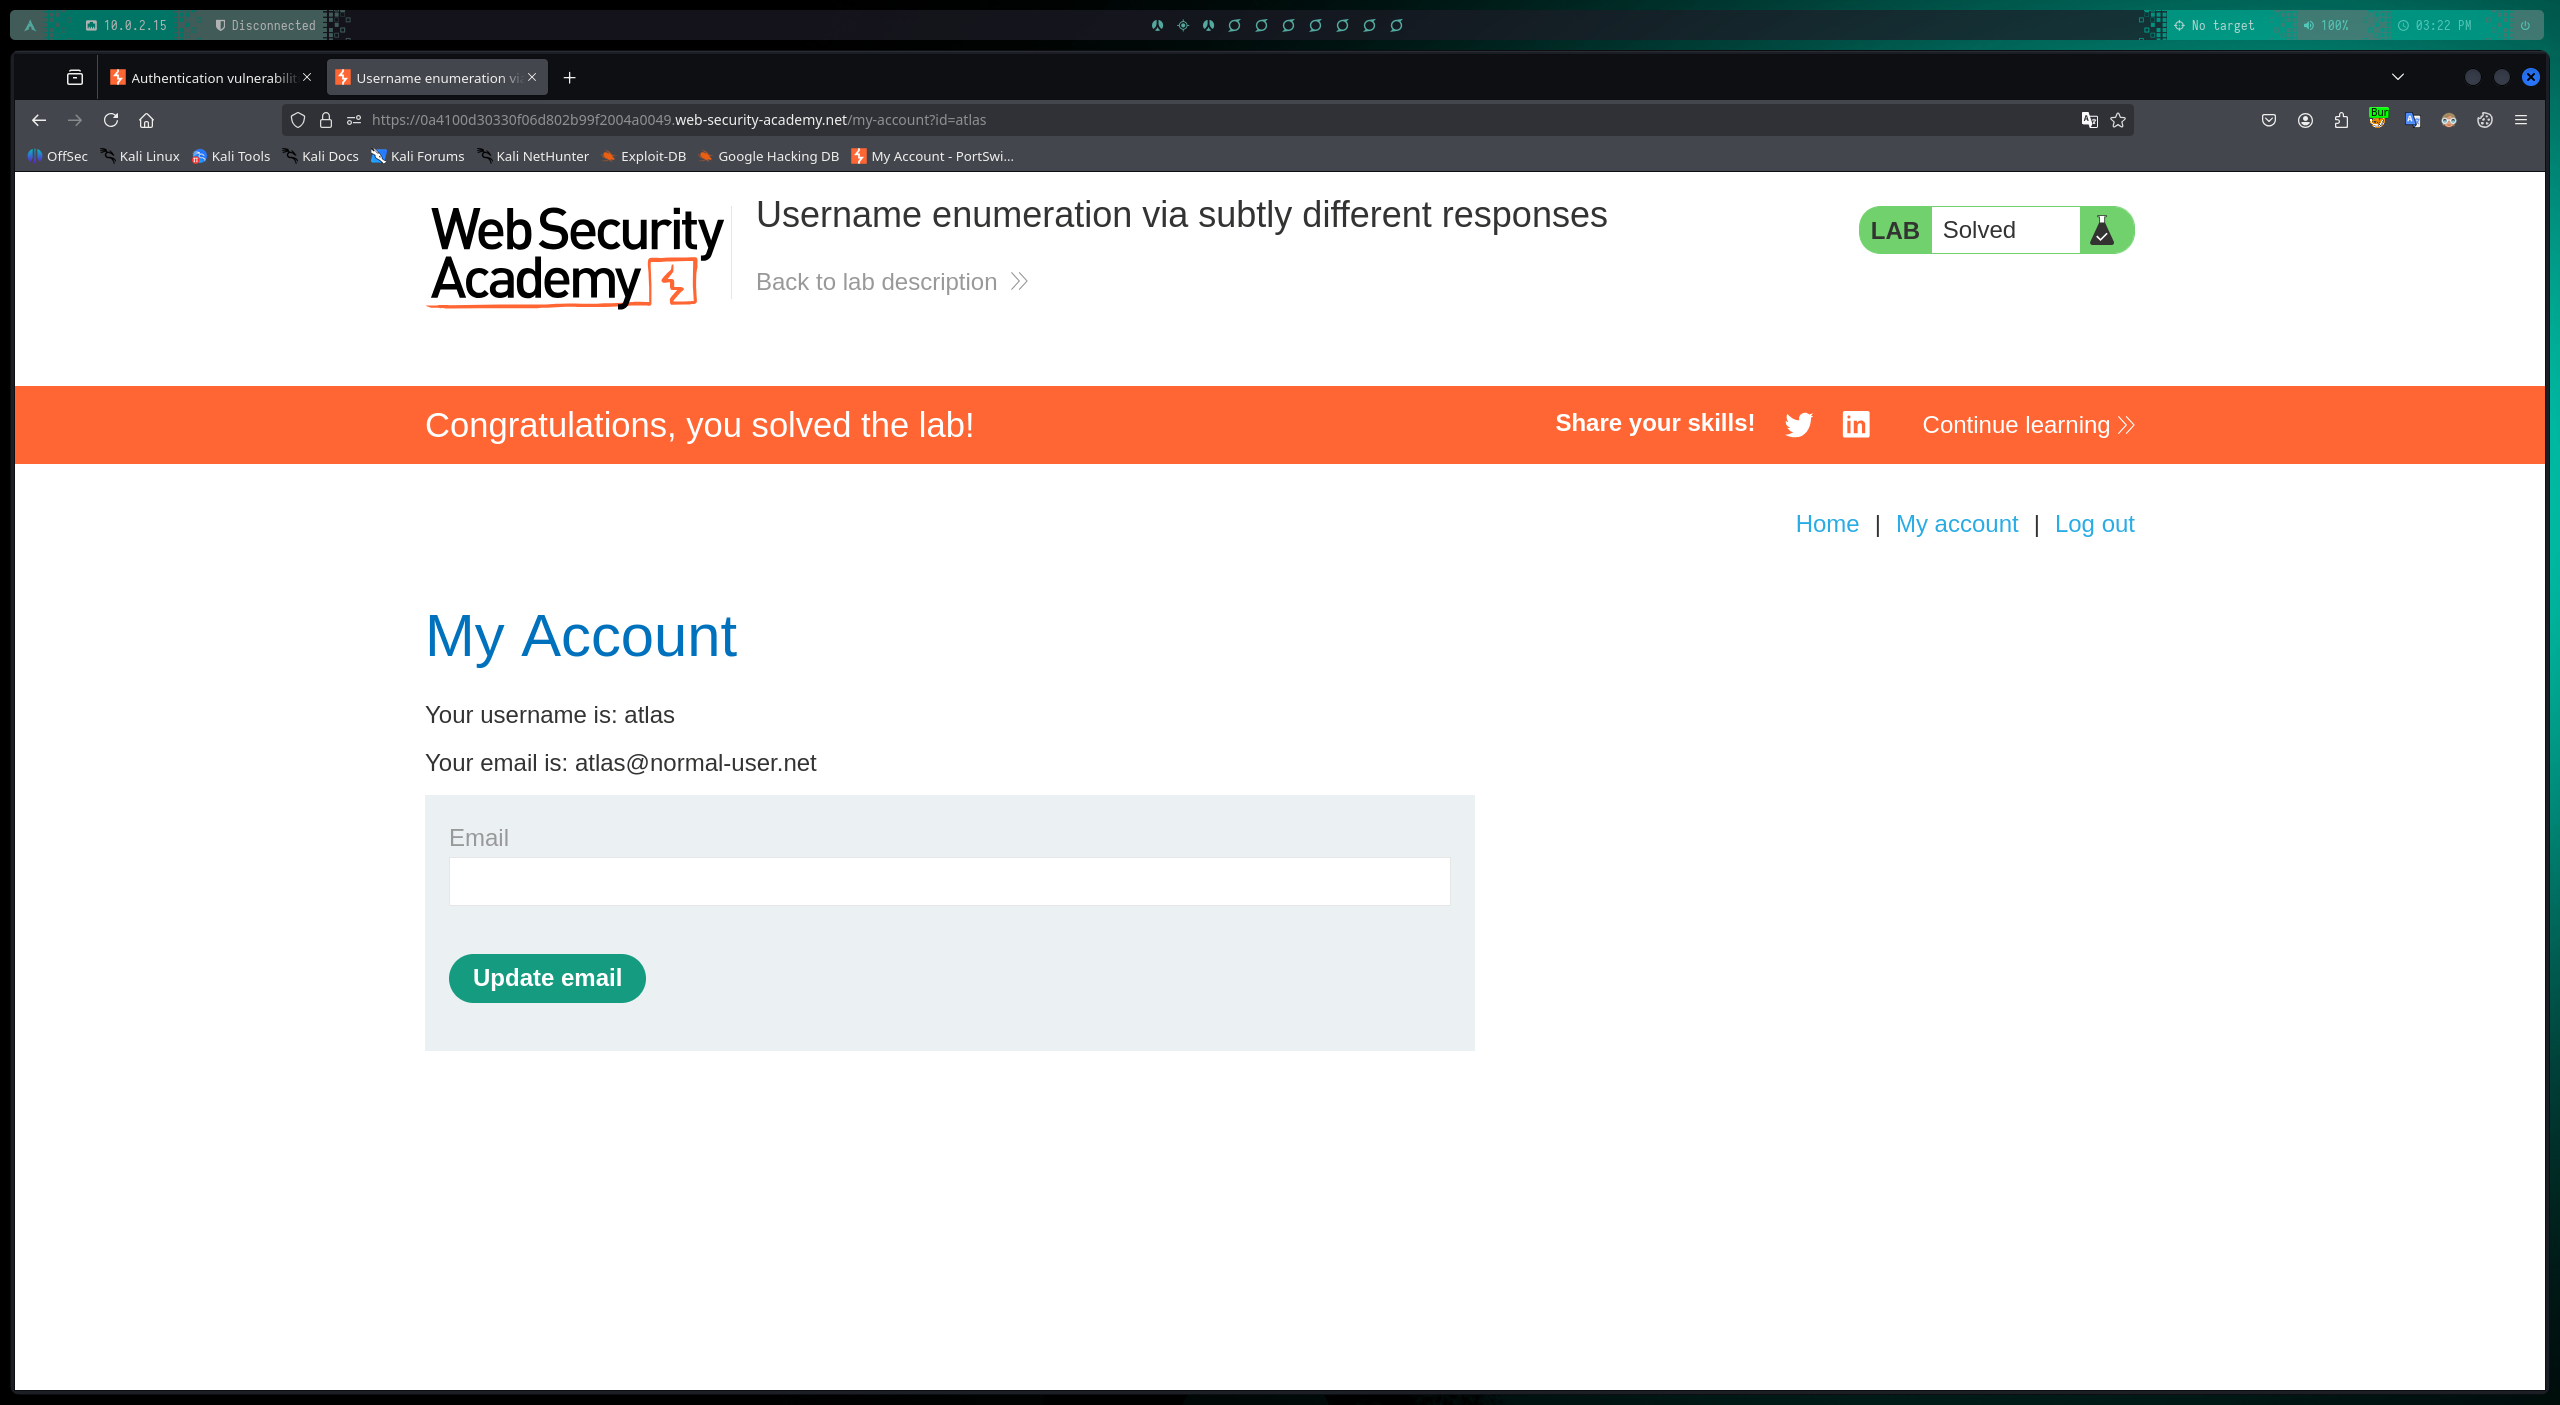 10.0.2.15 Disconnected No target 100% 03:22 PM
Authentication vulnerabilit Username enumeration via
https://0a4100d30330f06d802b99f2004a0049.web-security-academy.net/my-account?id=atlas
Bur
OffSec Kali Linux Kali Tools Kali Docs Kali Forums Kali NetHunter Exploit-DB Google Hacking DB My Account - PortSwi...
Web Security
Academy
Username enumeration via subtly different responses
Back to lab description
LAB Solved
Congratulations, you solved the lab!
Share your skills! Continue learning
Home | My account | Log out
My Account
Your username is: atlas
Your email is: atlas@normal-user.net
Email
Update email